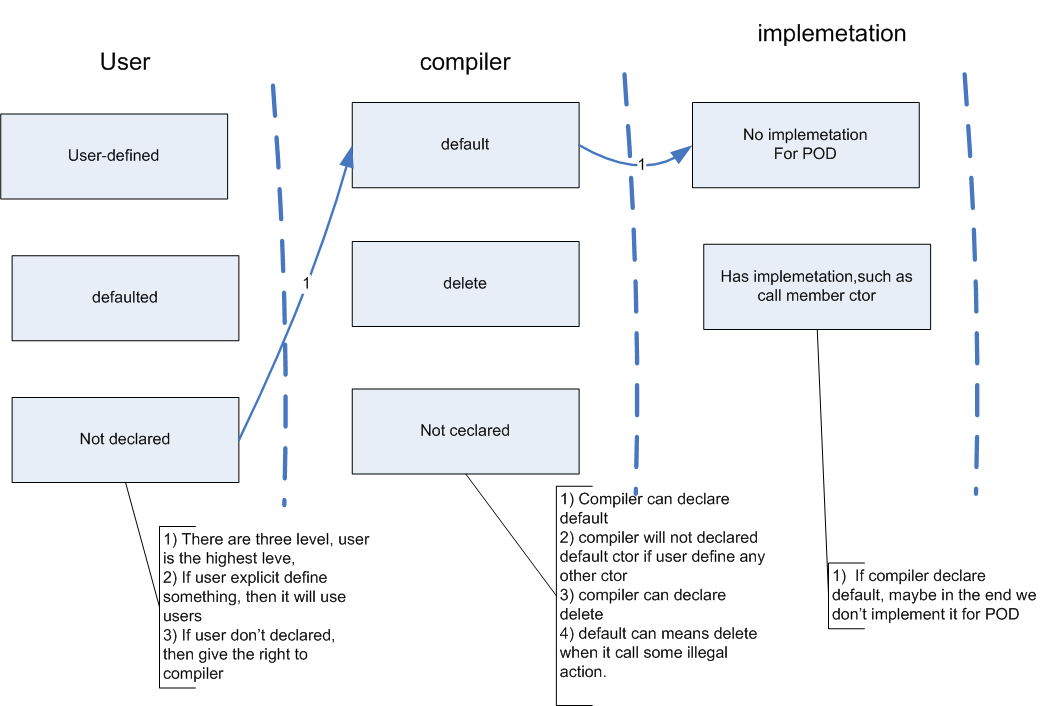 User
compiler
implemetation
User-defined
default
No implemetation
For POD
defaulted
delete
Has implemetation,such as
call member ctor
Not declared
Not ceclared
1
1
1) There are three level, user
is the highest leve,
2) If user explicit define
something, then it will use
users
3) If user don’t declared,
then give the right to
compiler
1) Compiler can declare
default
2) compiler will not declared
default ctor if user define any
other ctor
3) compiler can declare
delete
4) default can means delete
when it call some illegal
action.
1) If compiler declare
default, maybe in the end we
don’t implement it for POD